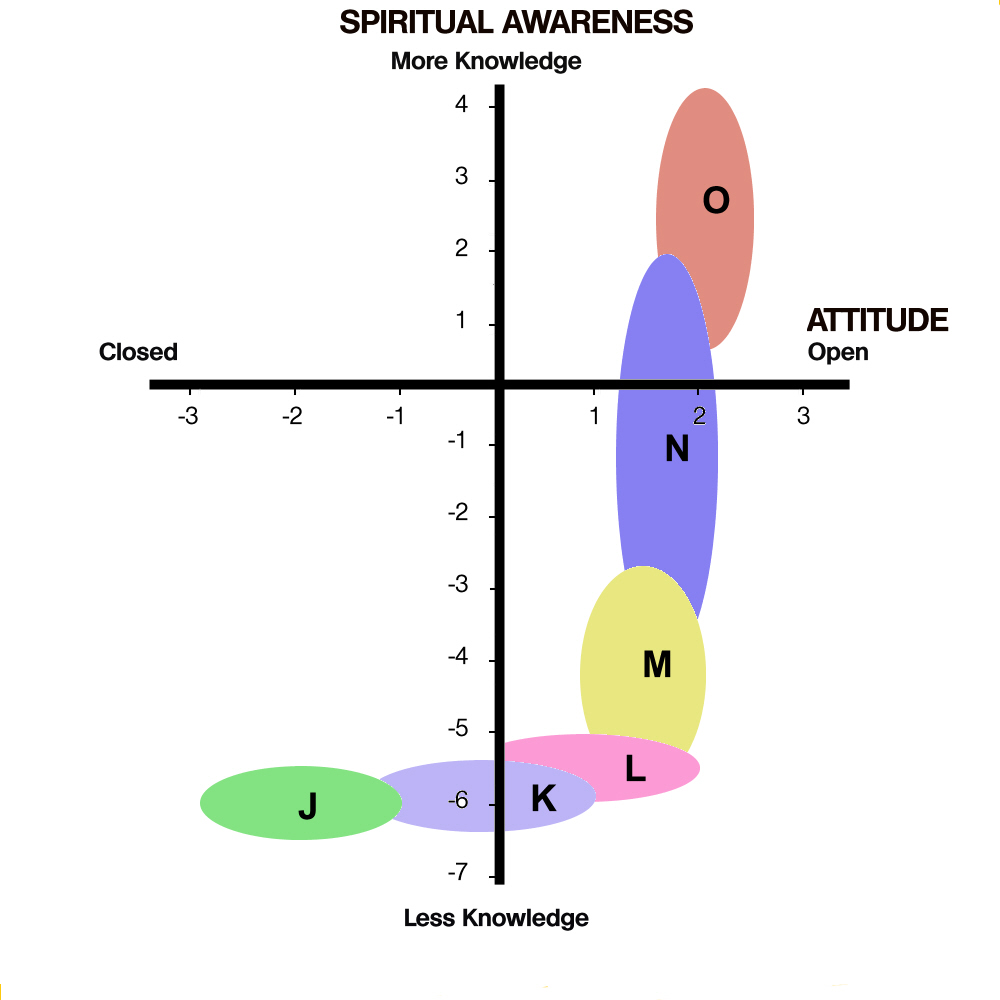 SPIRITUAL AWARENESS
More Knowledge
4
3
O
2
1
ATTITUDE
Closed
Open
-3 -2 -1 1 2 3
-1
N
-2
-3
-4
M
-5
L
-6
K
J
-7
Less Knowledge